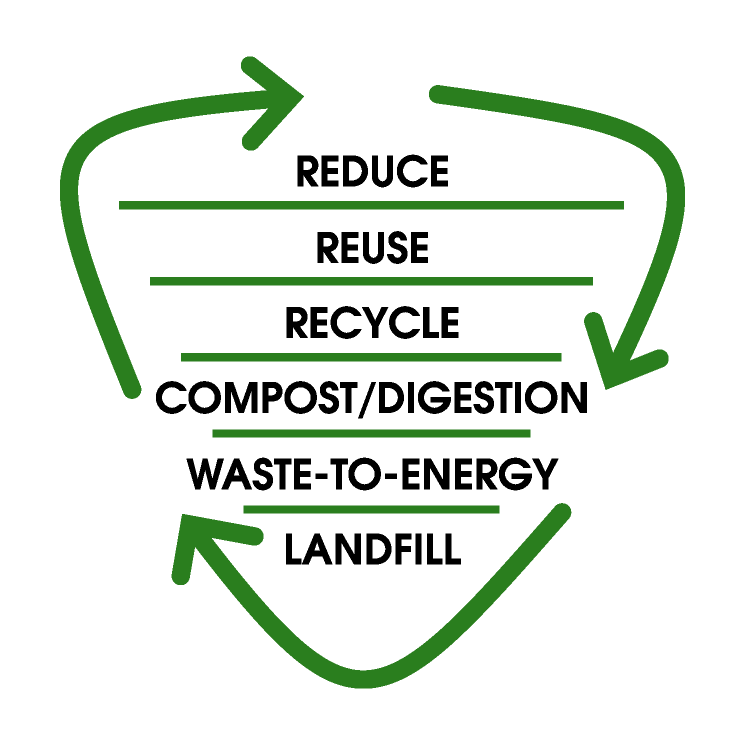 REDUCE
REUSE
RECYCLE
COMPOST/DIGESTION
WASTE-TO-ENERGY
LANDFILL